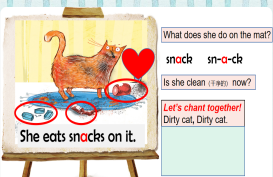 What does she do on the mat?
snack sn-a-ck
Is she clean (干净的) now?
Let's chant together!
Dirty cat, Dirty cat.
She eats snacks on it.